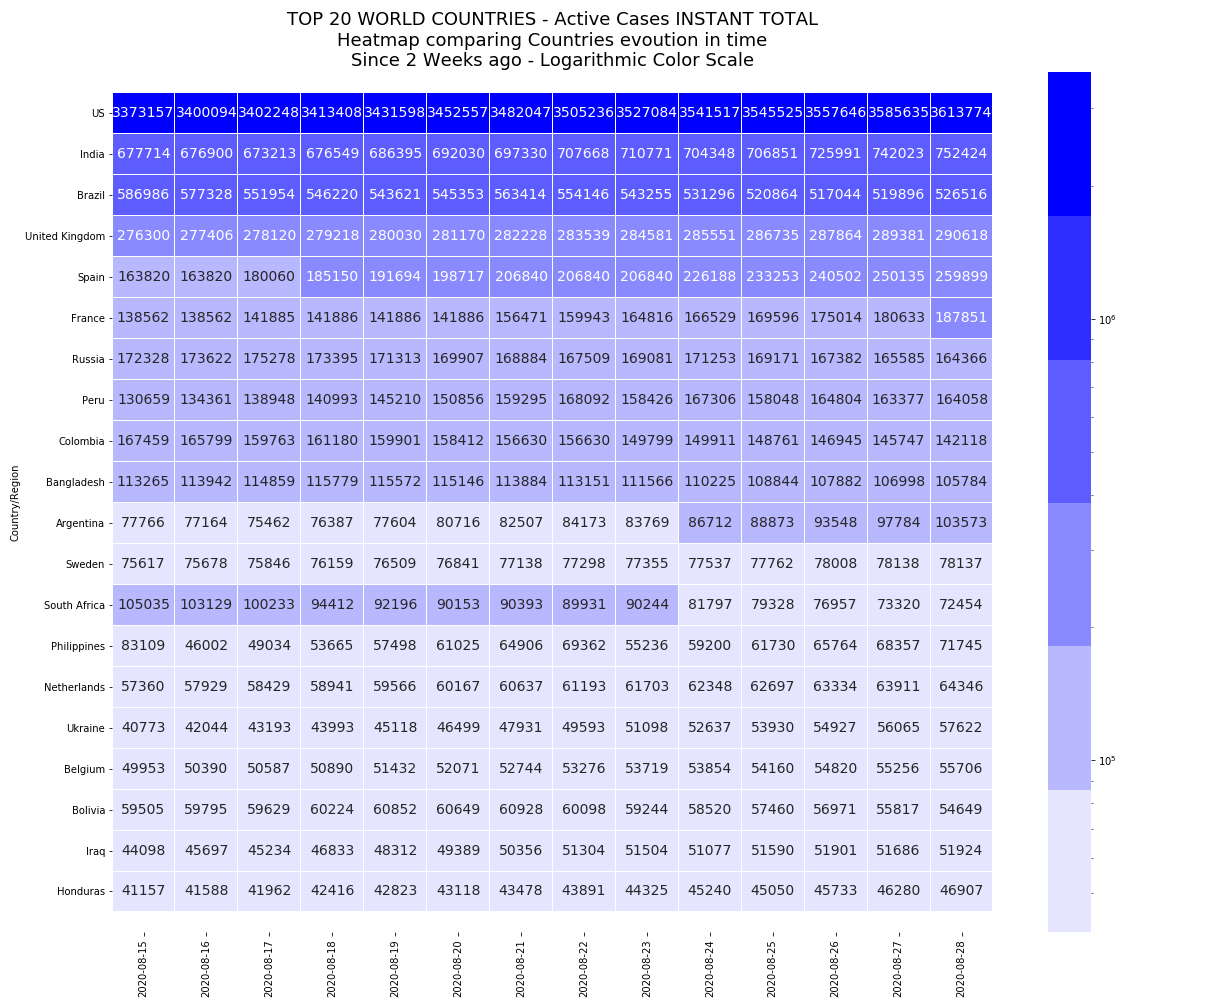 TOP 20 WORLD COUNTRIES - Active Cases INSTANT TOTAL
Heatmap comparing Countries evoution in time
Since 2 Weeks ago - Logarithmic Color Scale
Country/Region
US 3373157 3400094 3402248 3413408 3431598 3452557 3482047 3505236 3527084 3541517 3545525 3557646 3585635 3613774
India 677714 676900 673213 676549 686395 692030 697330 707668 710771 704348 706851 725991 742023 752424
Brazil 586986 577328 551954 546220 543621 545353 563414 554146 543255 531296 520864 517044 519896 526516
United Kingdom 276300 277406 278120 279218 280030 281170 282228 283539 284581 285551 286735 287864 289381 290618
Spain 163820 163820 180060 185150 191694 198717 206840 206840 206840 226188 233253 240502 250135 259899
France 138562 138562 141885 141886 141886 141886 156471 159943 164816 166529 169596 175014 180633 187851
Russia 172328 173622 175278 173395 171313 169907 168884 167509 169081 171253 169171 167382 165585 164366
Peru 130659 134361 138948 140993 145210 150856 159295 168092 158426 167306 158048 164804 163377 164058
Colombia 167459 165799 159763 161180 159901 158412 156630 156630 149799 149911 148761 146945 145747 142118
Bangladesh 113265 113942 114859 115779 115572 115146 113884 113151 111566 110225 108844 107882 106998 105784
Argentina 77766 77164 75462 76387 77604 80716 82507 84173 83769 86712 88873 93548 97784 103573
Sweden 75617 75678 75846 76159 76509 76841 77138 77298 77355 77537 77762 78008 78138 78137
South Africa 105035 103129 100233 94412 92196 90153 90393 89931 90244 81797 79328 76957 73320 72454
Philippines 83109 46002 49034 53665 57498 61025 64906 69362 55236 59200 61730 65764 68357 71745
Netherlands 57360 57929 58429 58941 59566 60167 60637 61193 61703 62348 62697 63334 63911 64346
Ukraine 40773 42044 43193 43993 45118 46499 47931 49593 51098 52637 53930 54927 56065 57622
Belgium 49953 50390 50587 50890 51432 52071 52744 53276 53719 53854 54160 54820 55256 55706
Bolivia 59505 59795 59629 60224 60852 60649 60928 60098 59244 58520 57460 56971 55817 54649
Iraq 44098 45697 45234 46833 48312 49389 50356 51304 51504 51077 51590 51901 51686 51924
Honduras 41157 41588 41962 42416 42823 43118 43478 43891 44325 45240 45050 45733 46280 46907
2020-08-15 2020-08-16 2020-08-17 2020-08-18 2020-08-19 2020-08-20 2020-08-21 2020-08-22 2020-08-23 2020-08-24 2020-08-25 2020-08-26 2020-08-27 2020-08-28
10⁶
10⁵